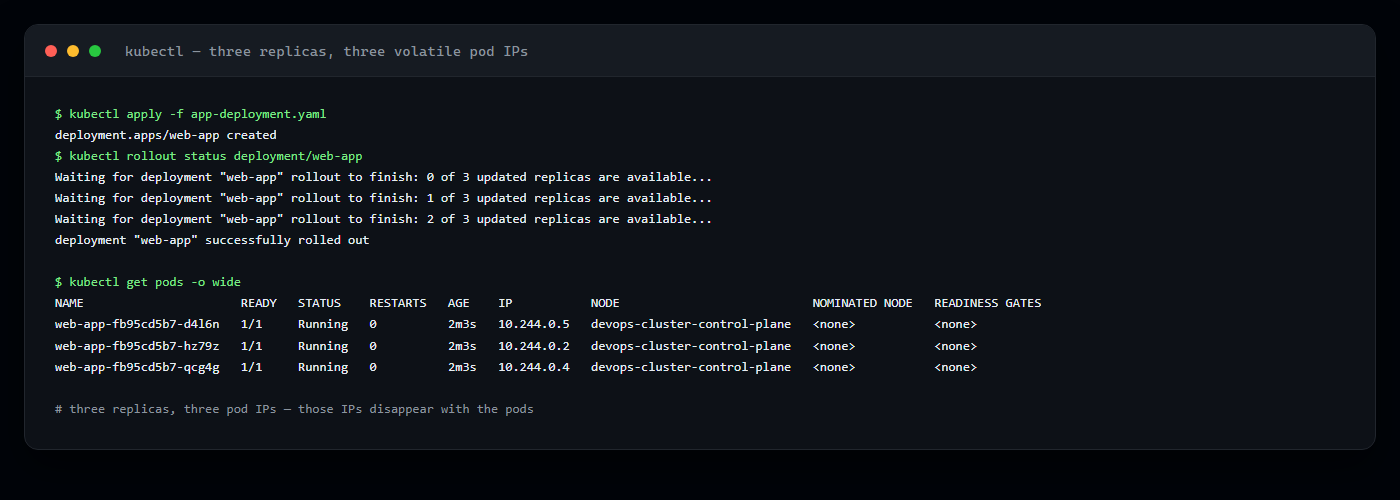 kubectl — three replicas, three volatile pod IPs
$ kubectl apply -f app-deployment.yaml
deployment.apps/web-app created
$ kubectl rollout status deployment/web-app
Waiting for deployment "web-app" rollout to finish: 0 of 3 updated replicas are available...
Waiting for deployment "web-app" rollout to finish: 1 of 3 updated replicas are available...
Waiting for deployment "web-app" rollout to finish: 2 of 3 updated replicas are available...
deployment "web-app" successfully rolled out
$ kubectl get pods -o wide
NAME                      READY   STATUS    RESTARTS   AGE    IP           NODE                           NOMINATED NODE   READINESS GATES
web-app-fb95cd5b7-d4l6n   1/1     Running   0          2m3s   10.244.0.5   devops-cluster-control-plane   <none>           <none>
web-app-fb95cd5b7-hz79z   1/1     Running   0          2m3s   10.244.0.2   devops-cluster-control-plane   <none>           <none>
web-app-fb95cd5b7-qcg4g   1/1     Running   0          2m3s   10.244.0.4   devops-cluster-control-plane   <none>           <none>
# three replicas, three pod IPs — those IPs disappear with the pods